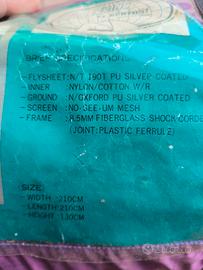 BRIEF SPECIFICATIONS
- FLYSHEET:N/T 190T PU SILVER COATED
- INNER :NYLON/COTTON W/R
- GROUND :N/OXFORD PU SILVER COATED
- SCREEN :NO-SEE-UM MESH
- FRAME :8.5MM FIBERGLASS SHOCK CORDE
(JOINT:PLASTIC FERRULE)
SIZE:
- WIDTH :210CM
- LENGTH:210CM
- HEIGHT:130CM